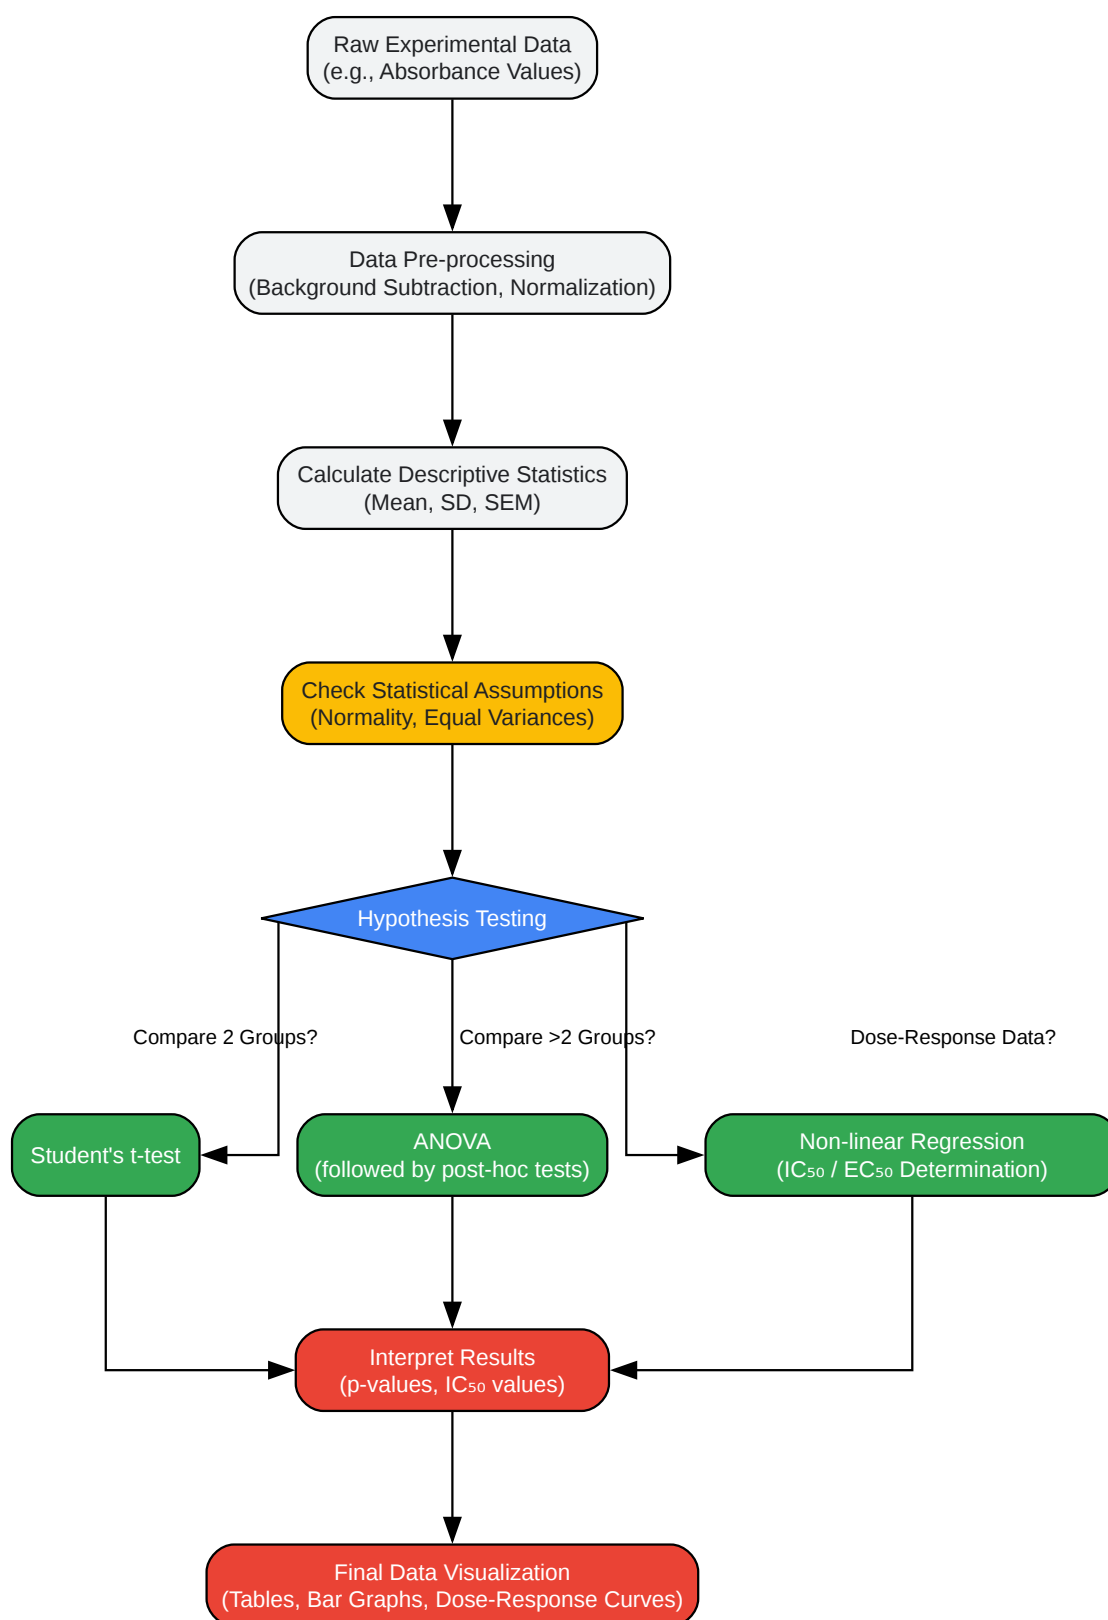 Raw Experimental Data
(e.g., Absorbance Values)
Data Pre-processing
(Background Subtraction, Normalization)
Calculate Descriptive Statistics
(Mean, SD, SEM)
Check Statistical Assumptions
(Normality, Equal Variances)
Hypothesis Testing
Compare 2 Groups?
Compare >2 Groups?
Dose-Response Data?
Student's t-test
ANOVA
(followed by post-hoc tests)
Non-linear Regression
(IC₅₀ / EC₅₀ Determination)
Interpret Results
(p-values, IC₅₀ values)
Final Data Visualization
(Tables, Bar Graphs, Dose-Response Curves)